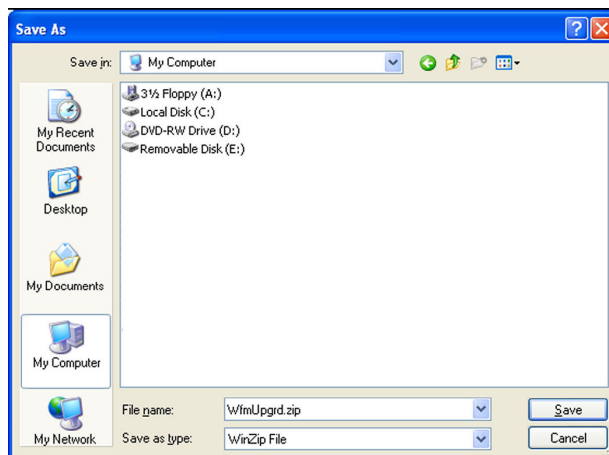 Save As
Save in:
My Computer
3½ Floppy (A:)
Local Disk (C:)
DVD-RW Drive (D:)
Removable Disk (E:)
My Recent
Documents
Desktop
My Documents
My Computer
My Network
File name:
WfmUpgrd.zip
Save
Save as type:
WinZip File
Cancel